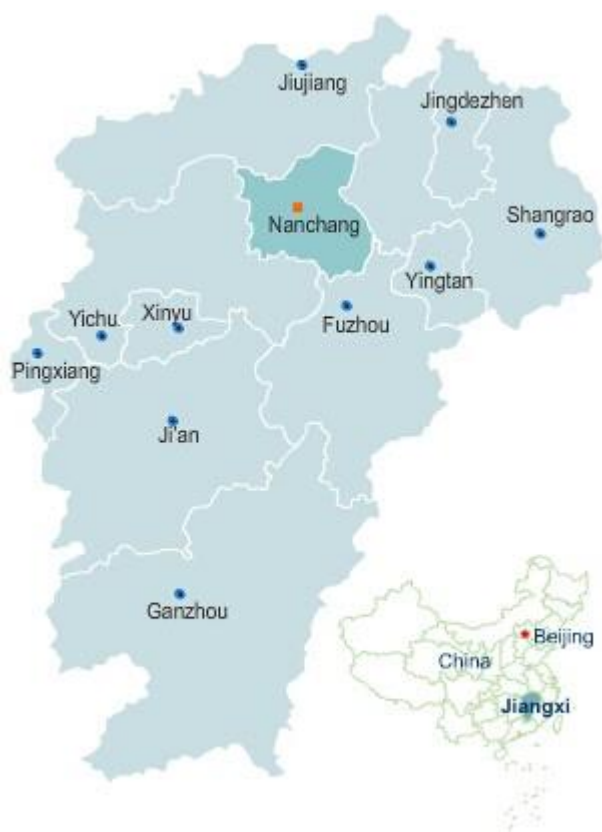 Jiujiang
Jingdezhen
Shangrao
Nanchang
Yingtan
Fuzhou
Xinyu
Yichu
Pingxiang
Ji'an
Ganzhou
Beijing
China
Jiangxi